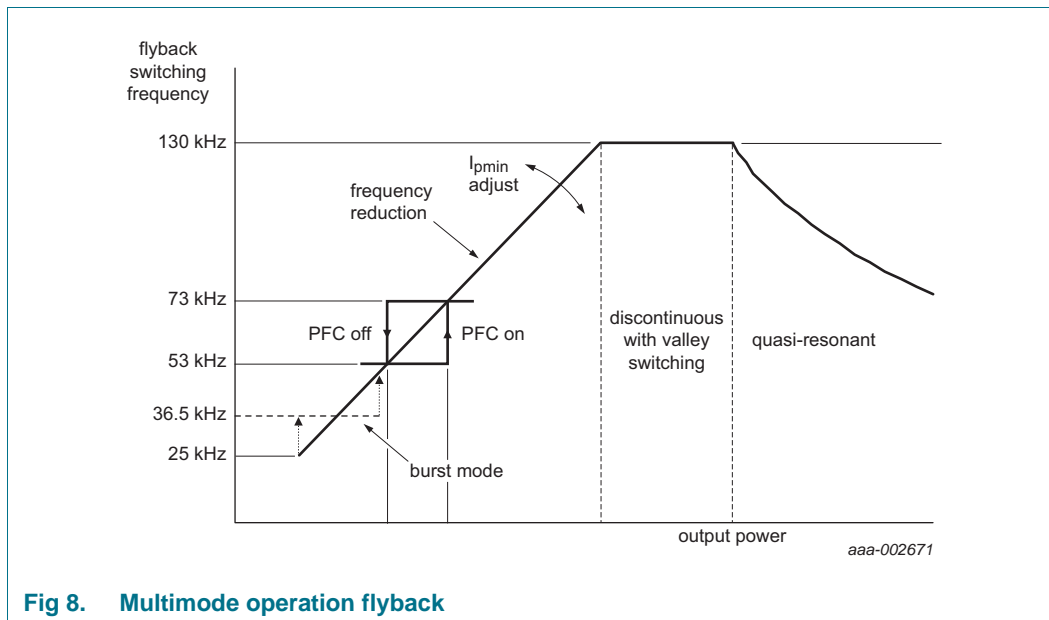 flyback
switching
frequency
130 kHz
I_pmin
adjust
frequency
reduction
73 kHz
PFC off
PFC on
discontinuous
with valley
switching
quasi-resonant
53 kHz
36.5 kHz
25 kHz
burst mode
output power
aaa-002671
Fig 8. Multimode operation flyback